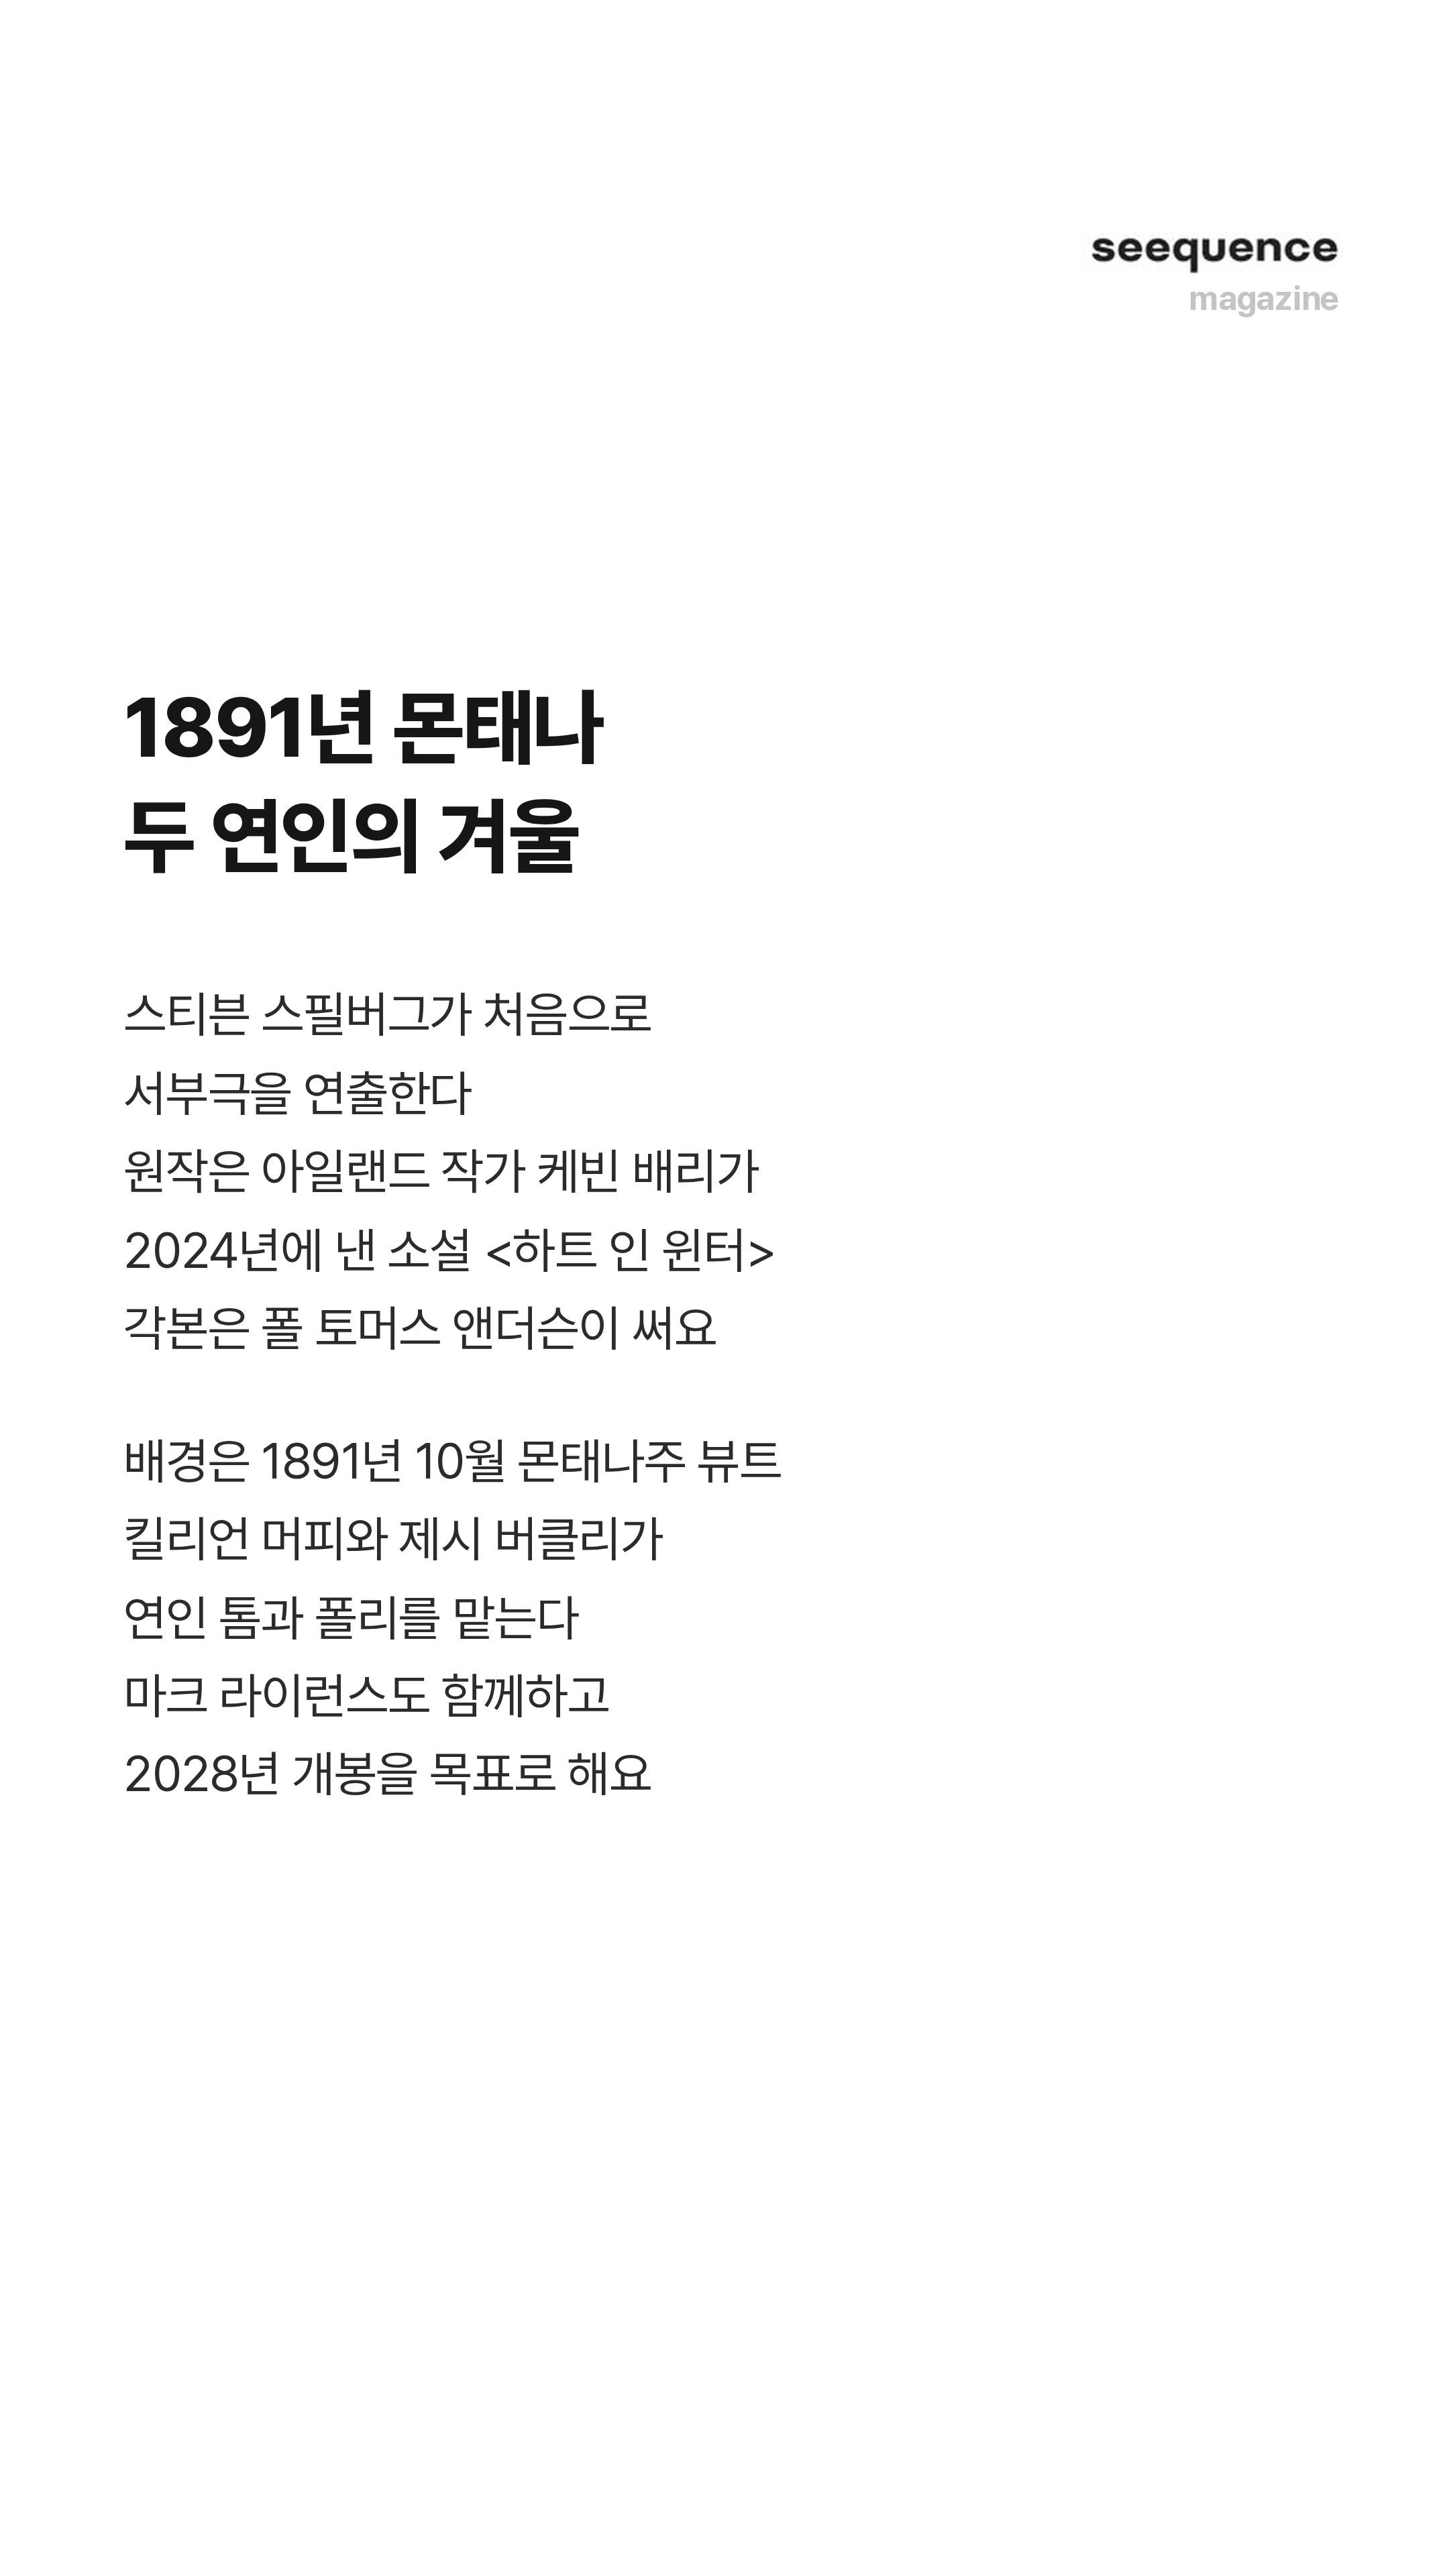 seequence
magazine
1891년 몬태나
두 연인의 겨울
스티븐 스필버그가 처음으로
서부극을 연출한다
원작은 아일랜드 작가 케빈 배리가
2024년에 낸 소설 <하트 인 윈터>
각본은 폴 토머스 앤더슨이 써요
배경은 1891년 10월 몬태나주 뷰트
킬리언 머피와 제시 버클리가
연인 톰과 폴리를 맡는다
마크 라이런스도 함께하고
2028년 개봉을 목표로 해요